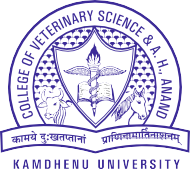 COLLEGE OF VETERINARY SCIENCE & A. H., ANAND
कामये दुःखतप्तानां प्राणिनामार्तिनाशनम्
KAMDHENU UNIVERSITY